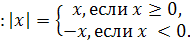 : |x| = { x, если x ≥ 0,
−x, если x < 0.